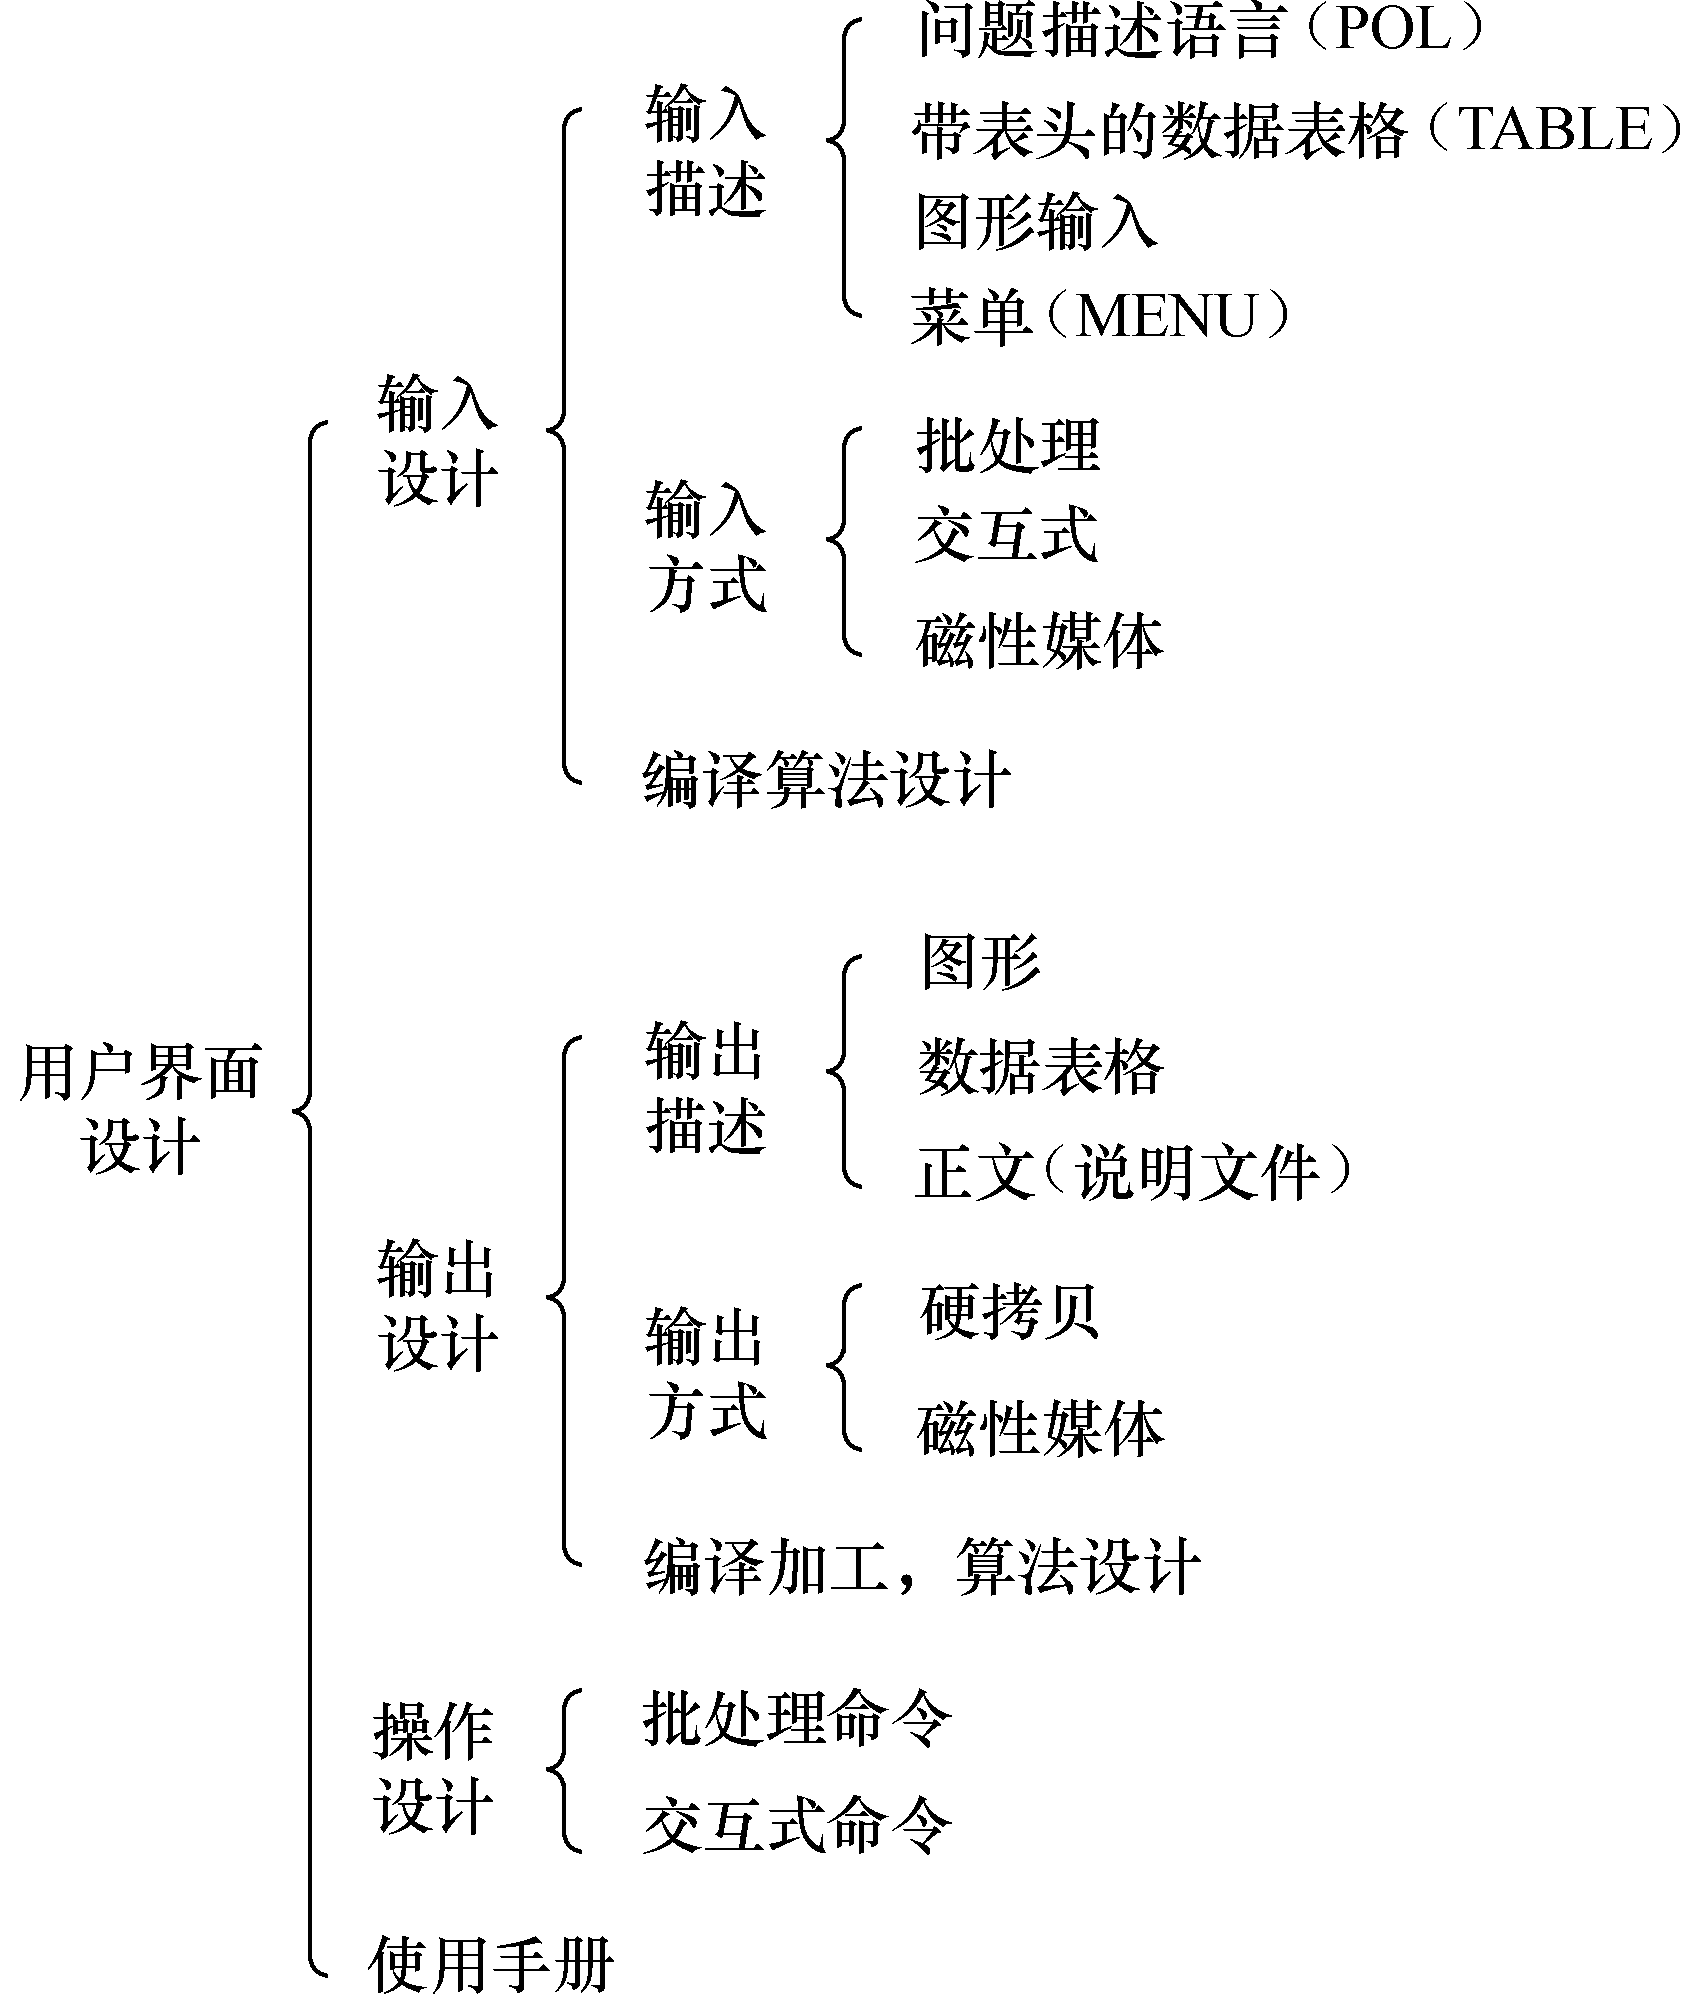 问题描述语言（POL）
输入
描述
带表头的数据表格（TABLE）
图形输入
菜单（MENU）
输入
设计
批处理
输入
方式
交互式
磁性媒体
编译算法设计
用户界面
设计
图形
输出
描述
数据表格
正文（说明文件）
输出
设计
硬拷贝
输出
方式
磁性媒体
编译加工，算法设计
操作
设计
批处理命令
交互式命令
使用手册